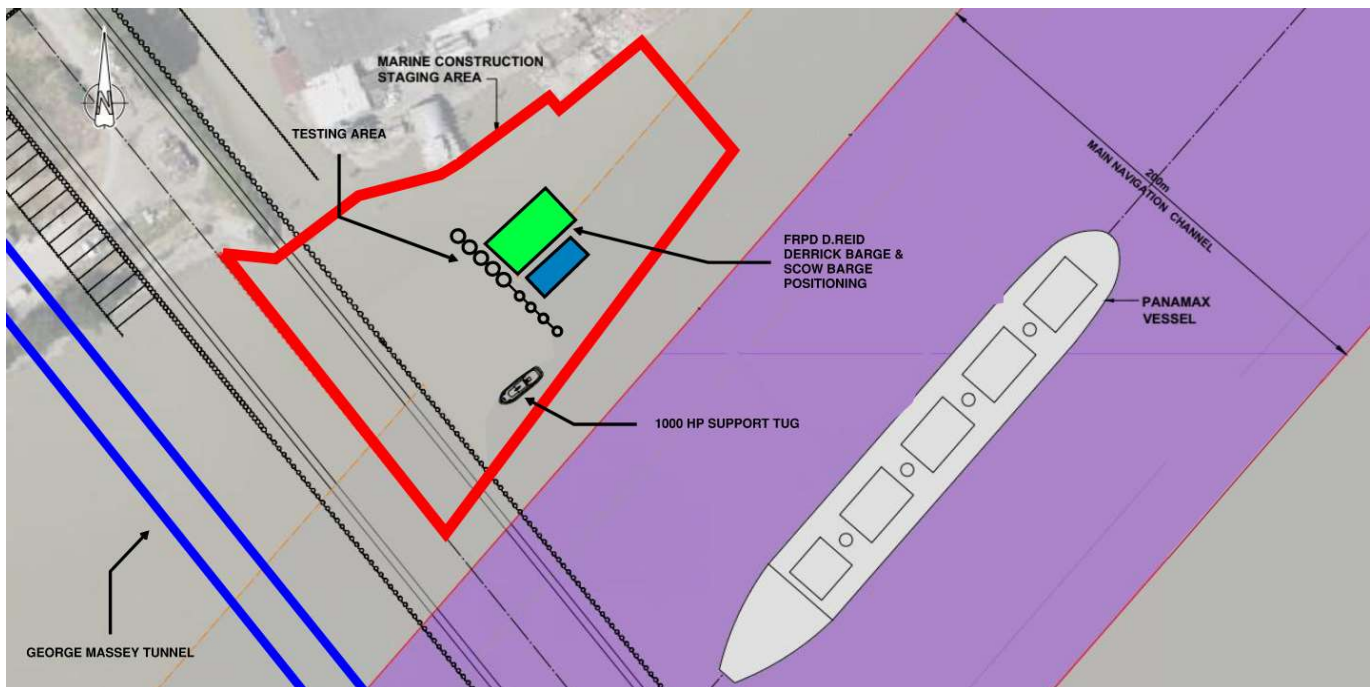 MARINE CONSTRUCTION
STAGING AREA
N
TESTING AREA
200m
MAIN NAVIGATION CHANNEL
FRPD D.REID
DERRICK BARGE &
SCOW BARGE
POSITIONING
PANAMAX
VESSEL
1000 HP SUPPORT TUG
GEORGE MASSEY TUNNEL